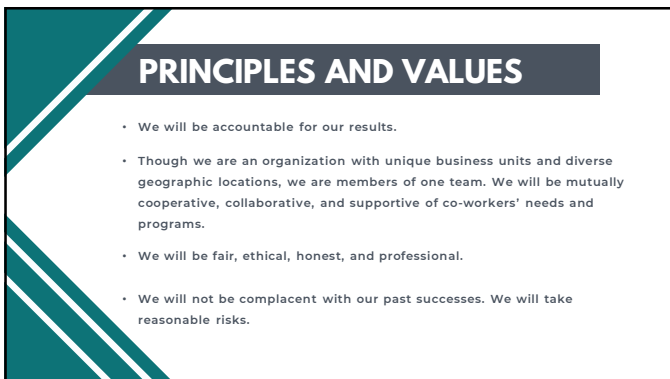 PRINCIPLES AND VALUES
• We will be accountable for our results.
• Though we are an organization with unique business units and diverse
geographic locations, we are members of one team. We will be mutually
cooperative, collaborative, and supportive of co-workers’ needs and
programs.
• We will be fair, ethical, honest, and professional.
• We will not be complacent with our past successes. We will take
reasonable risks.